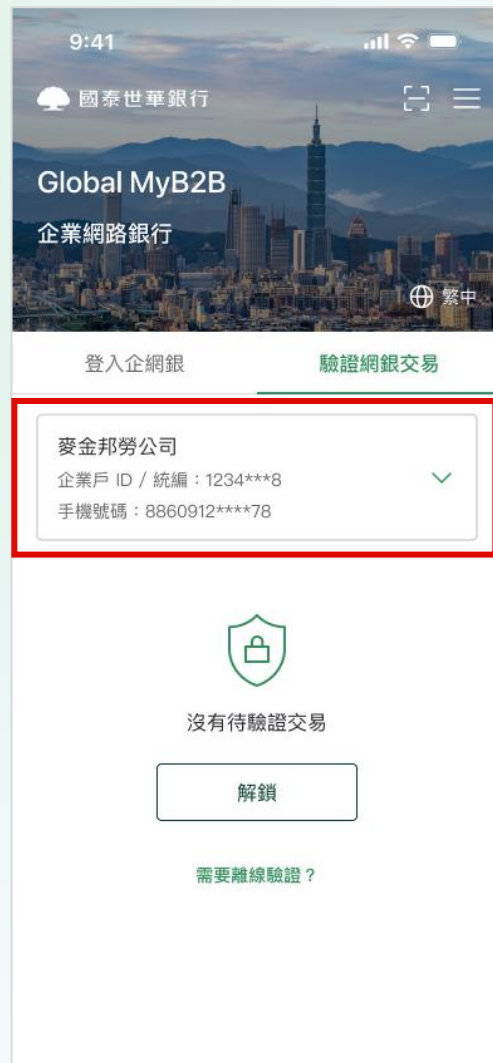 9:41
國泰世華銀行
Global MyB2B
企業網路銀行
繁中
登入企網銀
驗證網銀交易
麥金邦勞公司
企業戶 ID / 統編：1234***8
手機號碼：8860912****78
沒有待驗證交易
解鎖
需要離線驗證？